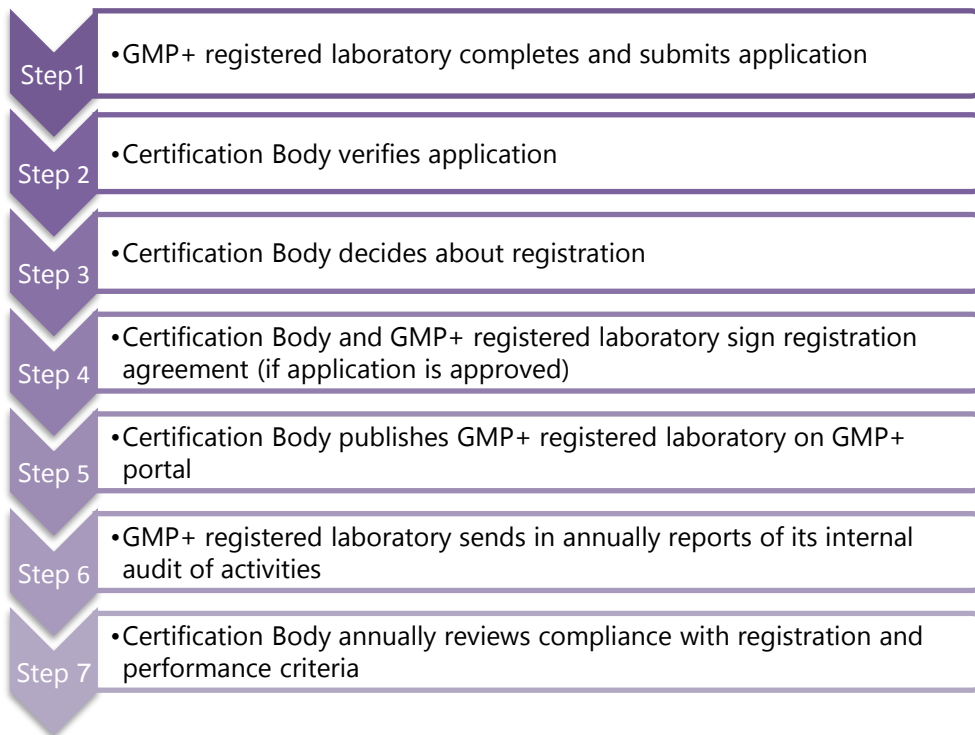 Step1
•GMP+ registered laboratory completes and submits application
Step 2
•Certification Body verifies application
Step 3
•Certification Body decides about registration
Step 4
•Certification Body and GMP+ registered laboratory sign registration
agreement (if application is approved)
Step 5
•Certification Body publishes GMP+ registered laboratory on GMP+
portal
Step 6
•GMP+ registered laboratory sends in annually reports of its internal
audit of activities
Step 7
•Certification Body annually reviews compliance with registration and
performance criteria